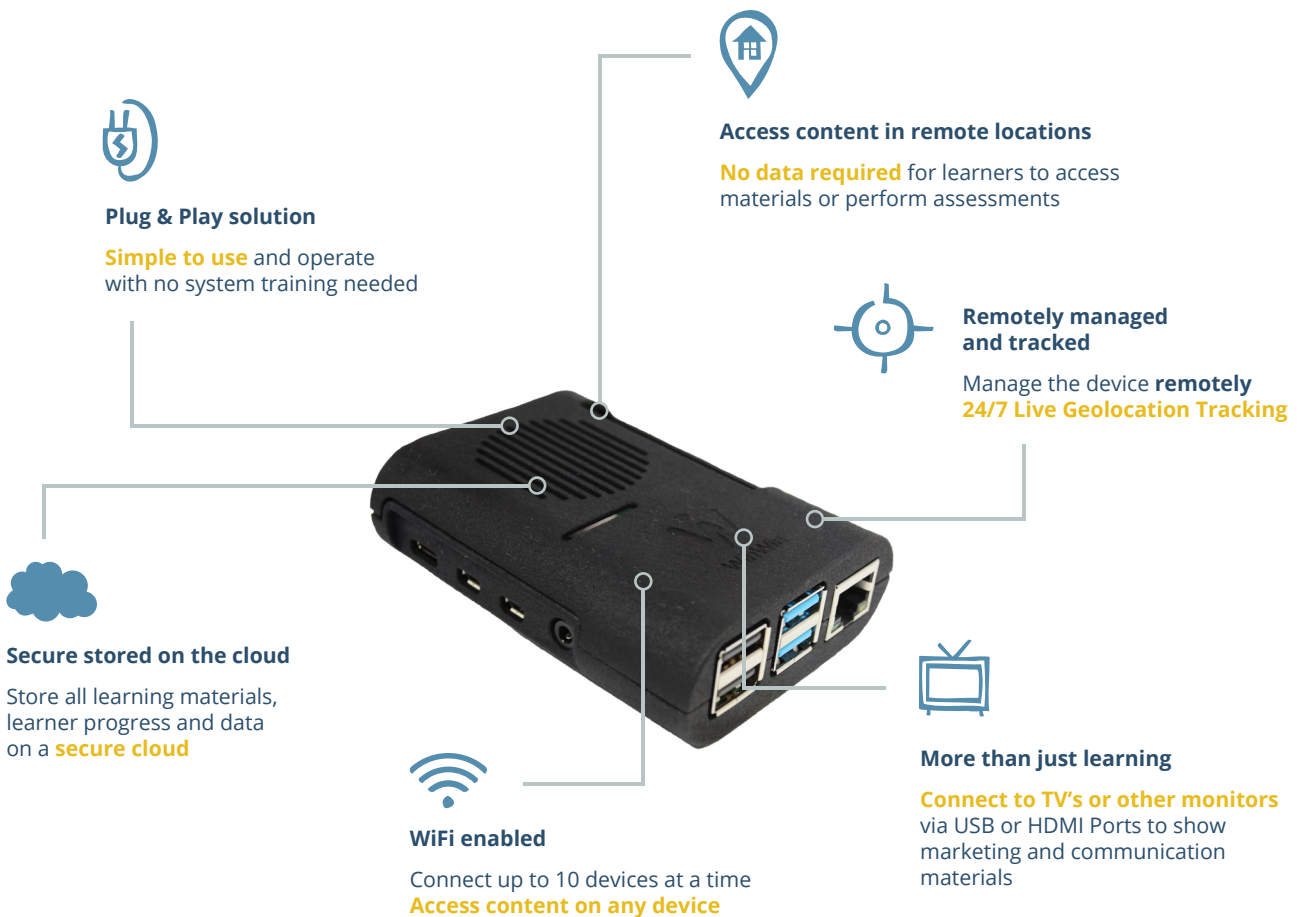 Access content in remote locations
No data required for learners to access
materials or perform assessments
Plug & Play solution
Simple to use and operate
with no system training needed
Remotely managed
and tracked
Manage the device remotely
24/7 Live Geolocation Tracking
Secure stored on the cloud
Store all learning materials,
learner progress and data
on a secure cloud
WiFi enabled
Connect up to 10 devices at a time
Access content on any device
More than just learning
Connect to TV's or other monitors
via USB or HDMI Ports to show
marketing and communication
materials